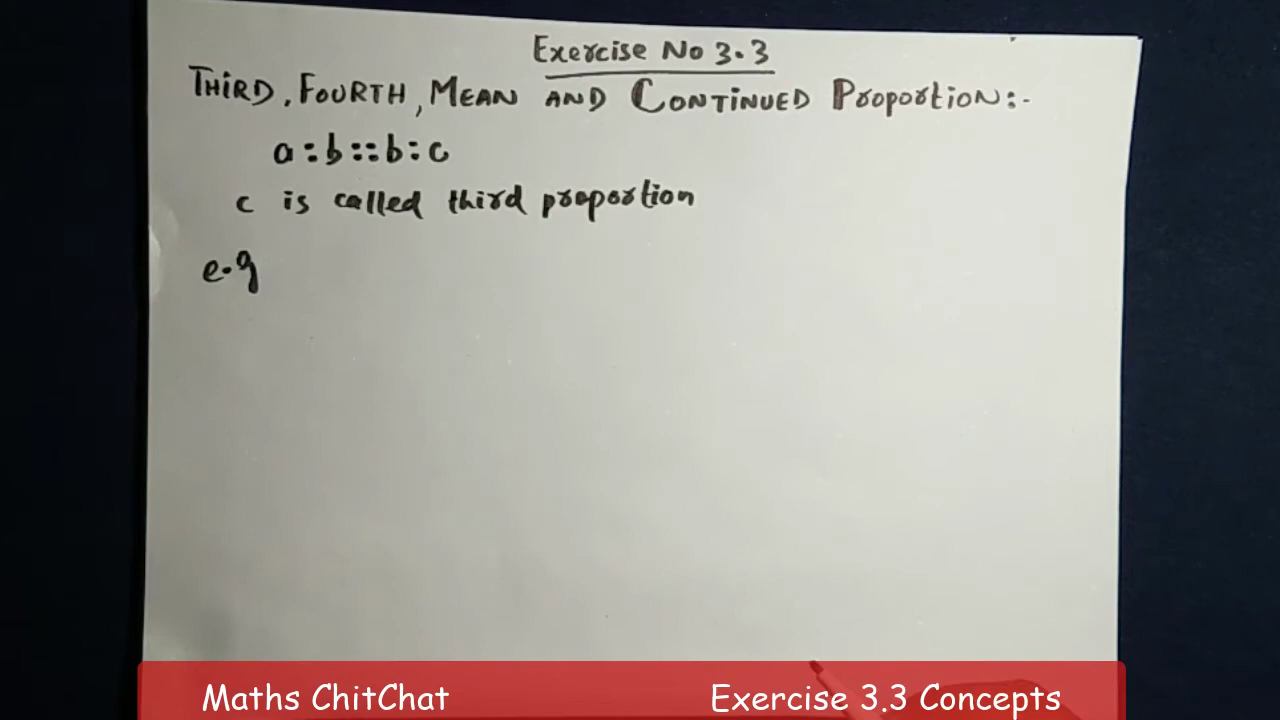 Exercise No 3.3
THIRD, FOURTH, MEAN AND CONTINUED Proportion:-
a:b::b:c
c is called third proportion
e.g
Maths ChitChat Exercise 3.3 Concepts